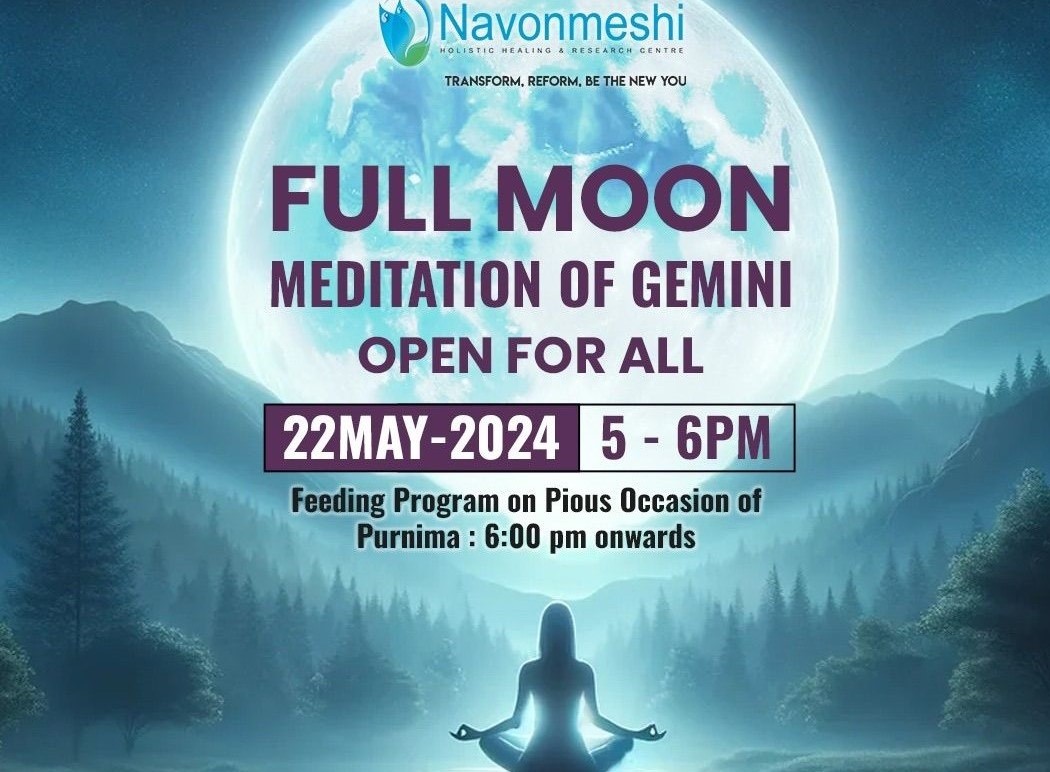 Navonmeshi
HOLISTIC HEALING & RESEARCH CENTRE
TRANSFORM, REFORM, BE THE NEW YOU
FULL MOON
MEDITATION OF GEMINI
OPEN FOR ALL
22MAY-2024 5 - 6PM
Feeding Program on Pious Occasion of
Purnima : 6:00 pm onwards